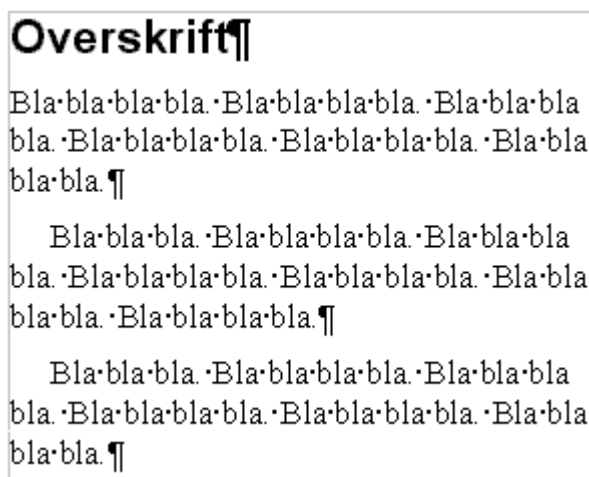 Overskrift¶
Bla·bla·bla·bla.·Bla·bla·bla·bla.·Bla·bla·bla
bla.·Bla·bla·bla·bla.·Bla·bla·bla·bla.·Bla·bla
bla·bla.¶
Bla·bla·bla.·Bla·bla·bla·bla.·Bla·bla·bla
bla.·Bla·bla·bla·bla.·Bla·bla·bla·bla.·Bla·bla
bla·bla.·Bla·bla·bla·bla.¶
Bla·bla·bla.·Bla·bla·bla·bla.·Bla·bla·bla
bla.·Bla·bla·bla·bla.·Bla·bla·bla·bla.·Bla·bla
bla·bla.¶